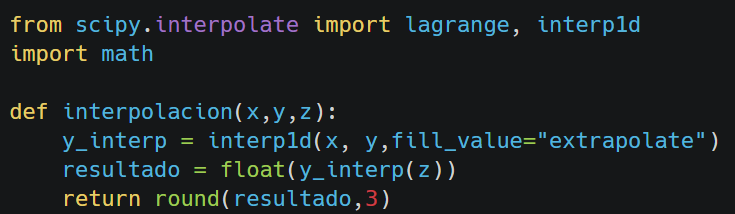 from scipy.interpolate import lagrange, interp1d
import math
def interpolacion(x,y,z):
    y_interp = interp1d(x, y,fill_value="extrapolate")
    resultado = float(y_interp(z))
    return round(resultado,3)